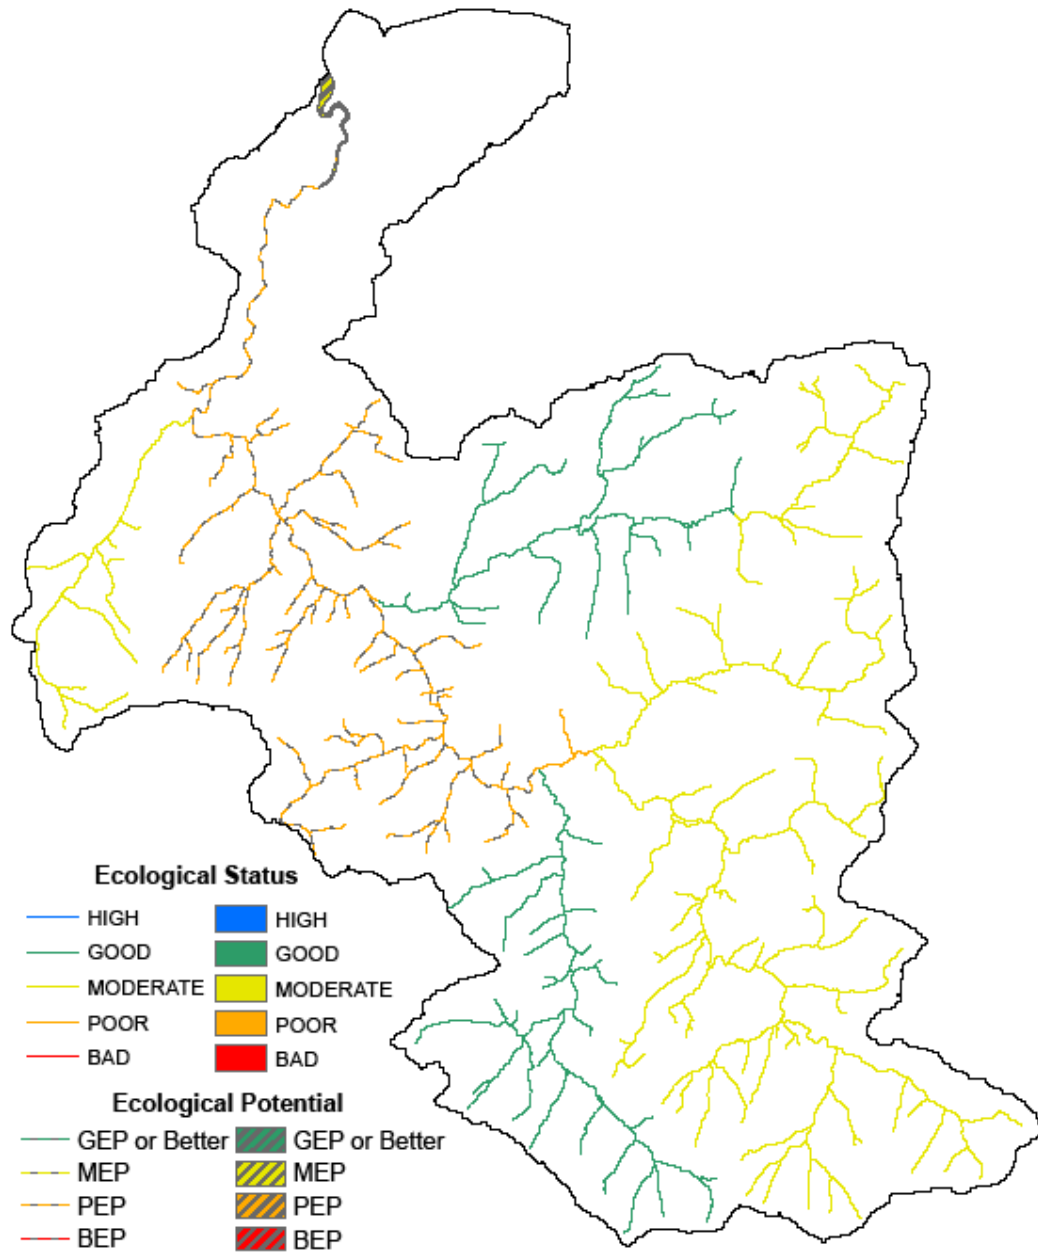 Ecological Status
HIGH HIGH
GOOD GOOD
MODERATE MODERATE
POOR POOR
BAD BAD
Ecological Potential
GEP or Better GEP or Better
MEP MEP
PEP PEP
BEP BEP